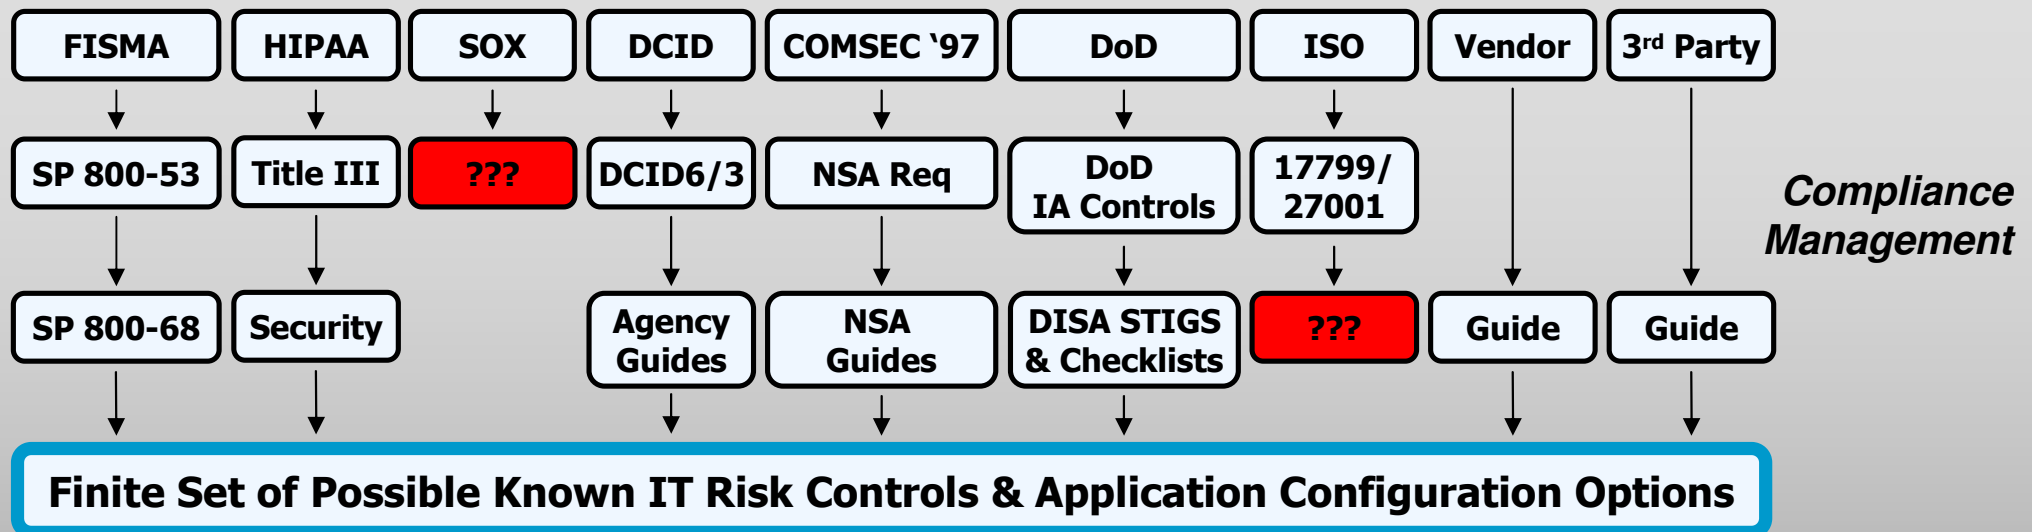 FISMA
HIPAA
SOX
DCID
COMSEC ‘97
DoD
ISO
Vendor
3rd Party
SP 800-53
Title III
???
DCID6/3
NSA Req
DoD
IA Controls
17799/
27001
Compliance
Management
SP 800-68
Security
Agency
Guides
NSA
Guides
DISA STIGS
& Checklists
???
Guide
Guide
Finite Set of Possible Known IT Risk Controls & Application Configuration Options